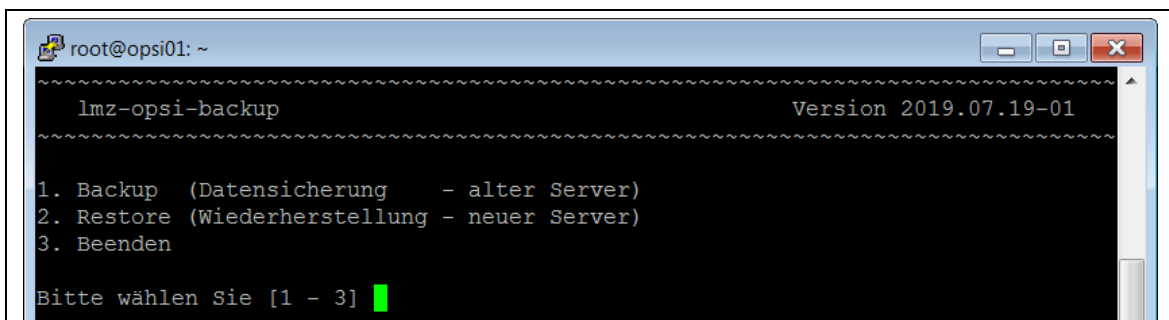 root@opsi01: ~
~~~~~~~~~~~~~~~~~~~~~~~~~~~~~~~~~~~~~~~~~~~~~~~~~~~~~~~~~~~~~~~~~~~~~~~~~~~~~~~~
lmz-opsi-backup Version 2019.07.19-01
~~~~~~~~~~~~~~~~~~~~~~~~~~~~~~~~~~~~~~~~~~~~~~~~~~~~~~~~~~~~~~~~~~~~~~~~~~~~~~~~
1. Backup (Datensicherung - alter Server)
2. Restore (Wiederherstellung - neuer Server)
3. Beenden
Bitte wählen Sie [1 - 3]